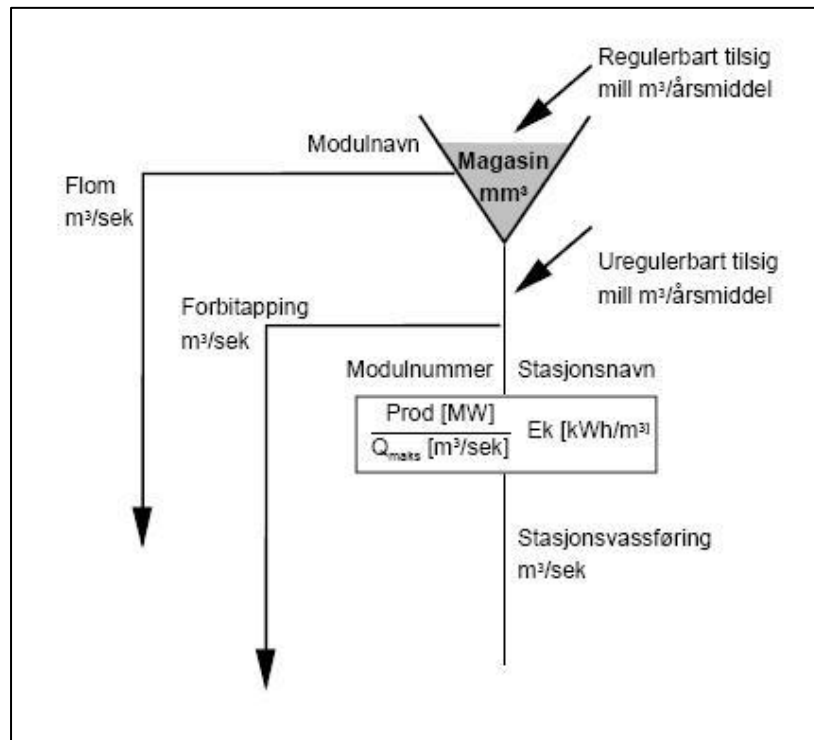 Regulerbart tilsig
mill m³/årsmiddel
Modulnavn
Magasin
mm³
Flom
m³/sek
Uregulerbart tilsig
mill m³/årsmiddel
Forbitapping
m³/sek
Modulnummer
Stasjonsnavn
Prod [MW]
Qmaks [m³/sek]
Ek [kWh/m³]
Stasjonsvassføring
m³/sek